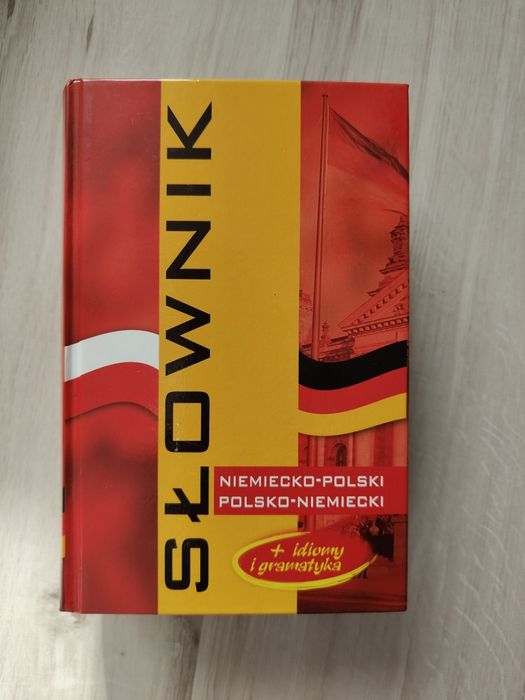 SŁOWNIK
NIEMIECKO-POLSKI
POLSKO-NIEMIECKI
+ idiomy
i gramatyka